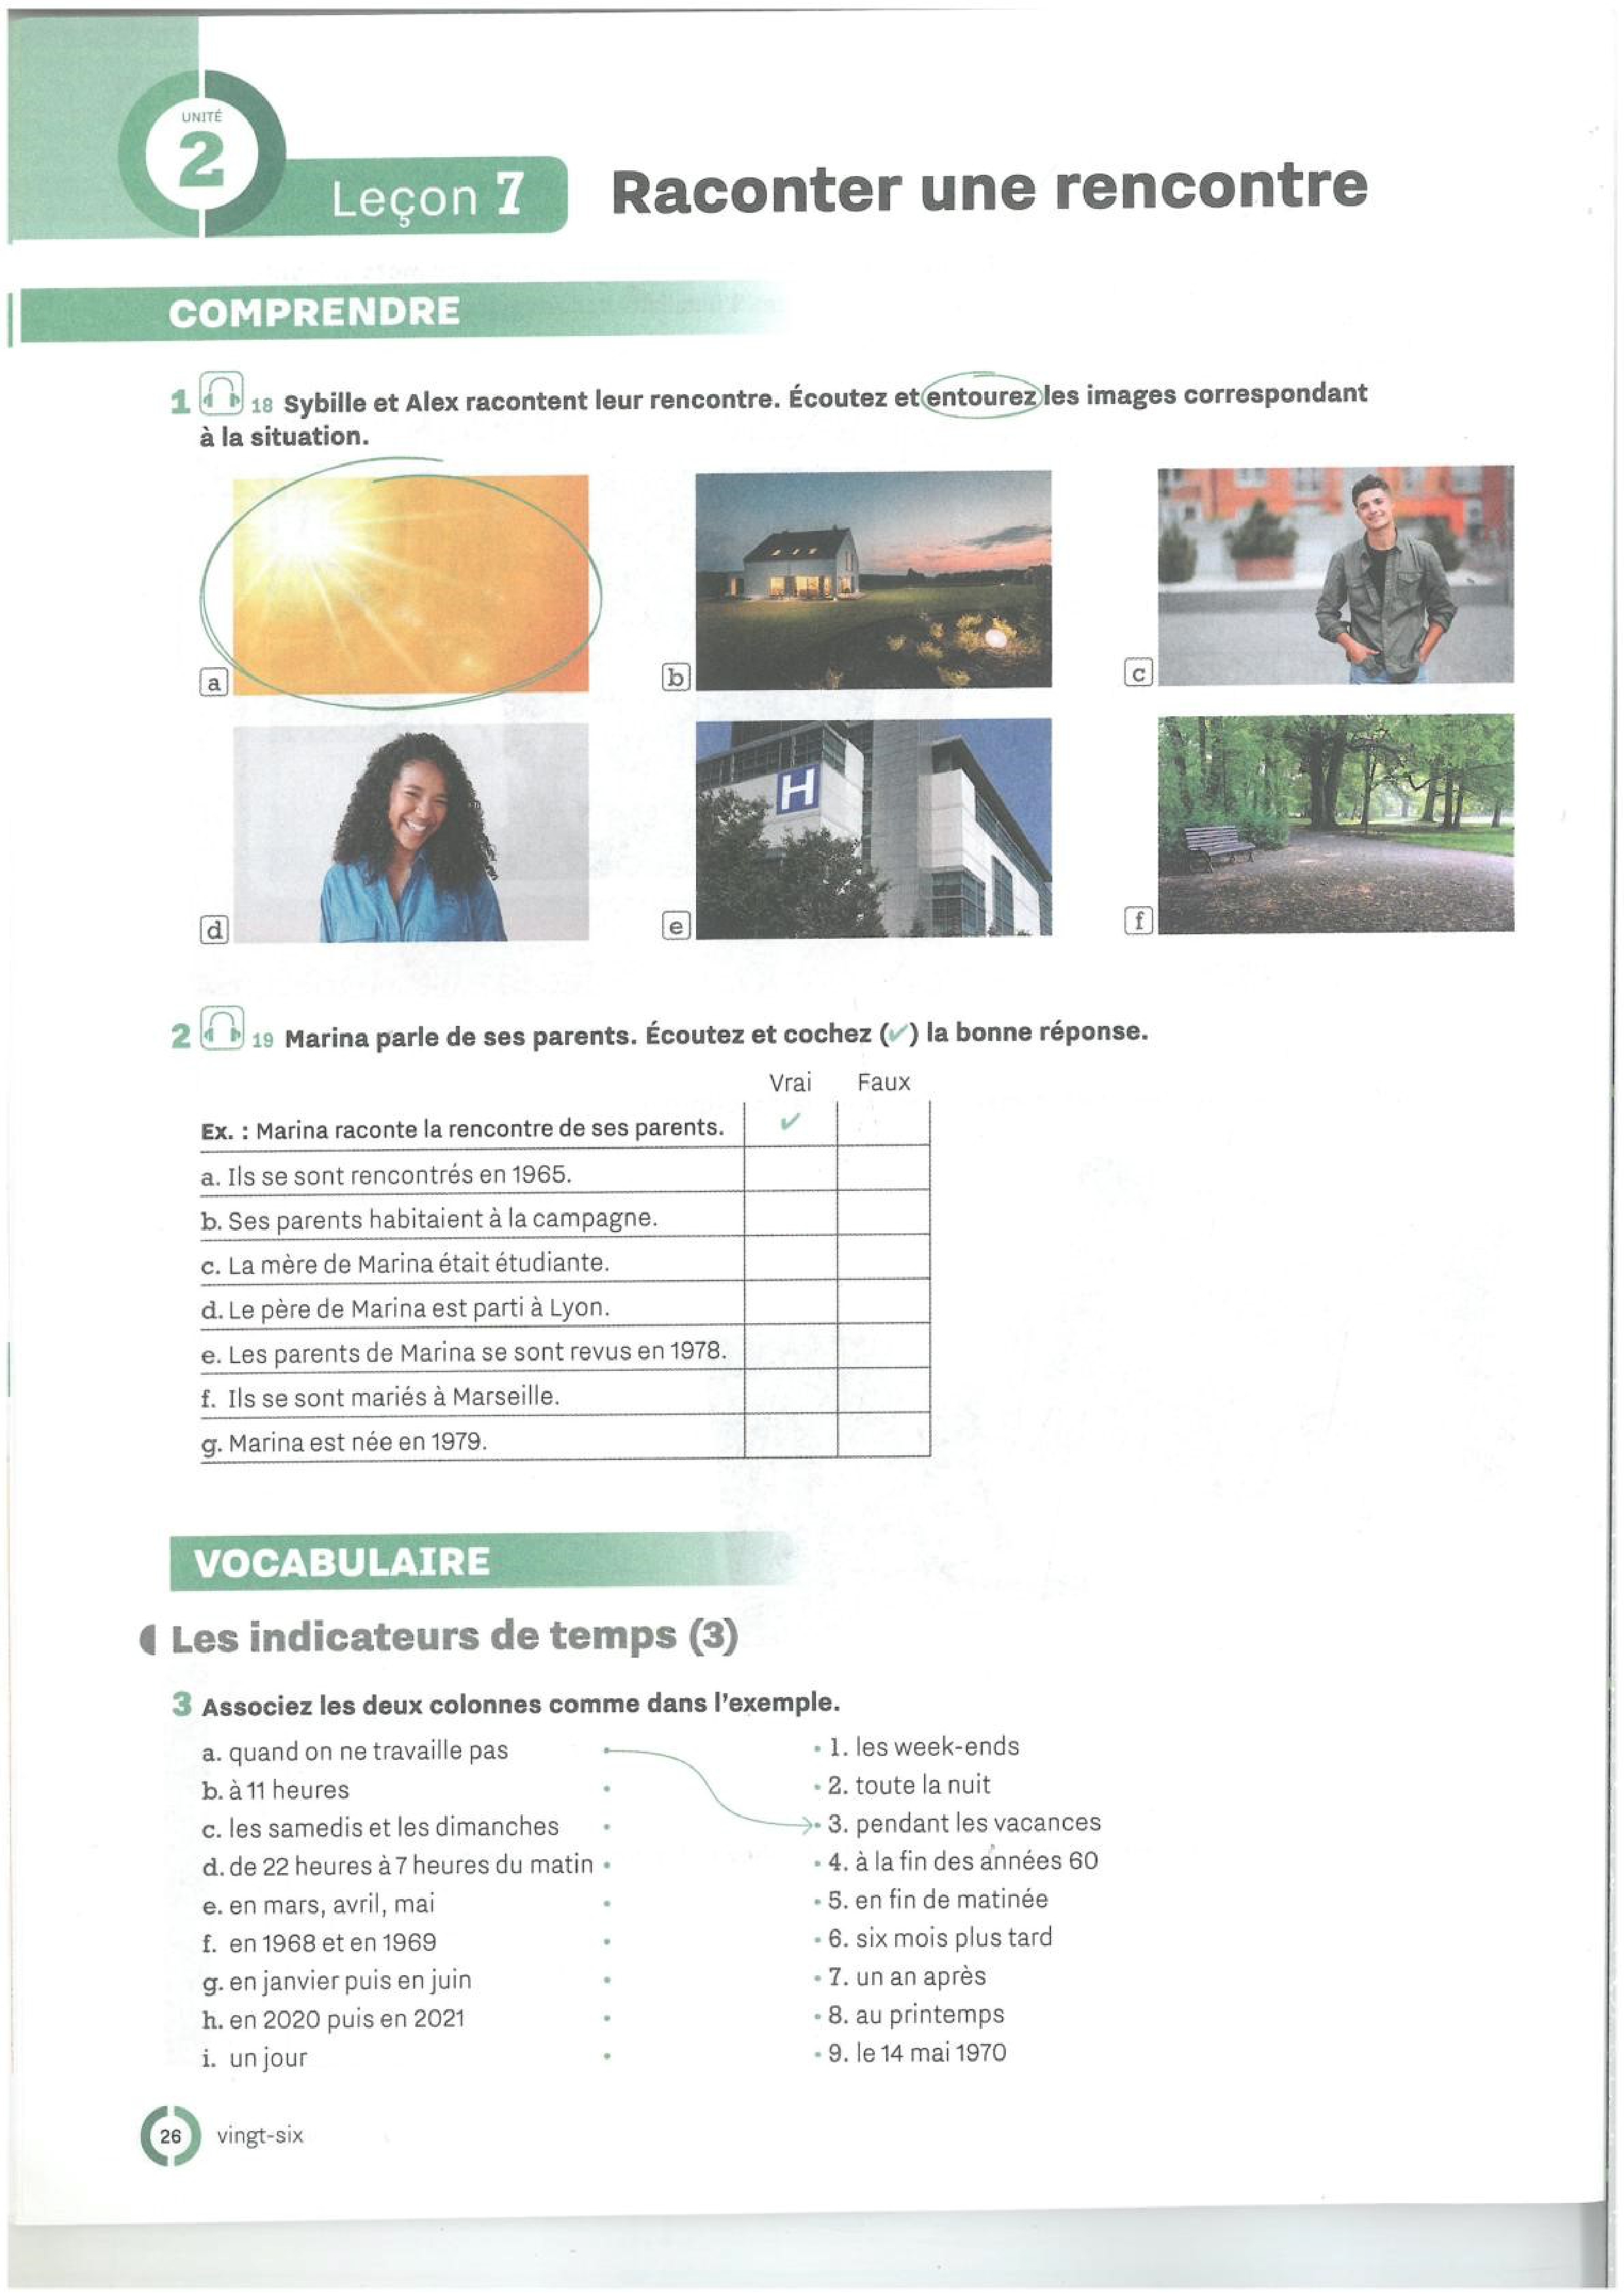 UNITÉ
2
Leçon 7
Raconter une rencontre
COMPRENDRE
1 18 Sybille et Alex racontent leur rencontre. Écoutez et entourez les images correspondant
à la situation.
a
b
c
H
d
e
f
2 19 Marina parle de ses parents. Écoutez et cochez (✔) la bonne réponse.
Vrai Faux
Ex. : Marina raconte la rencontre de ses parents. ✔
a. Ils se sont rencontrés en 1965.
b. Ses parents habitaient à la campagne.
c. La mère de Marina était étudiante.
d. Le père de Marina est parti à Lyon.
e. Les parents de Marina se sont revus en 1978.
f. Ils se sont mariés à Marseille.
g. Marina est née en 1979.
VOCABULAIRE
Les indicateurs de temps (3)
3 Associez les deux colonnes comme dans l'exemple.
a. quand on ne travaille pas • • 1. les week-ends
b. à 11 heures • • 2. toute la nuit
c. les samedis et les dimanches • • 3. pendant les vacances
d. de 22 heures à 7 heures du matin • • 4. à la fin des années 60
e. en mars, avril, mai • • 5. en fin de matinée
f. en 1968 et en 1969 • • 6. six mois plus tard
g. en janvier puis en juin • • 7. un an après
h. en 2020 puis en 2021 • • 8. au printemps
i. un jour • • 9. le 14 mai 1970
26 vingt-six